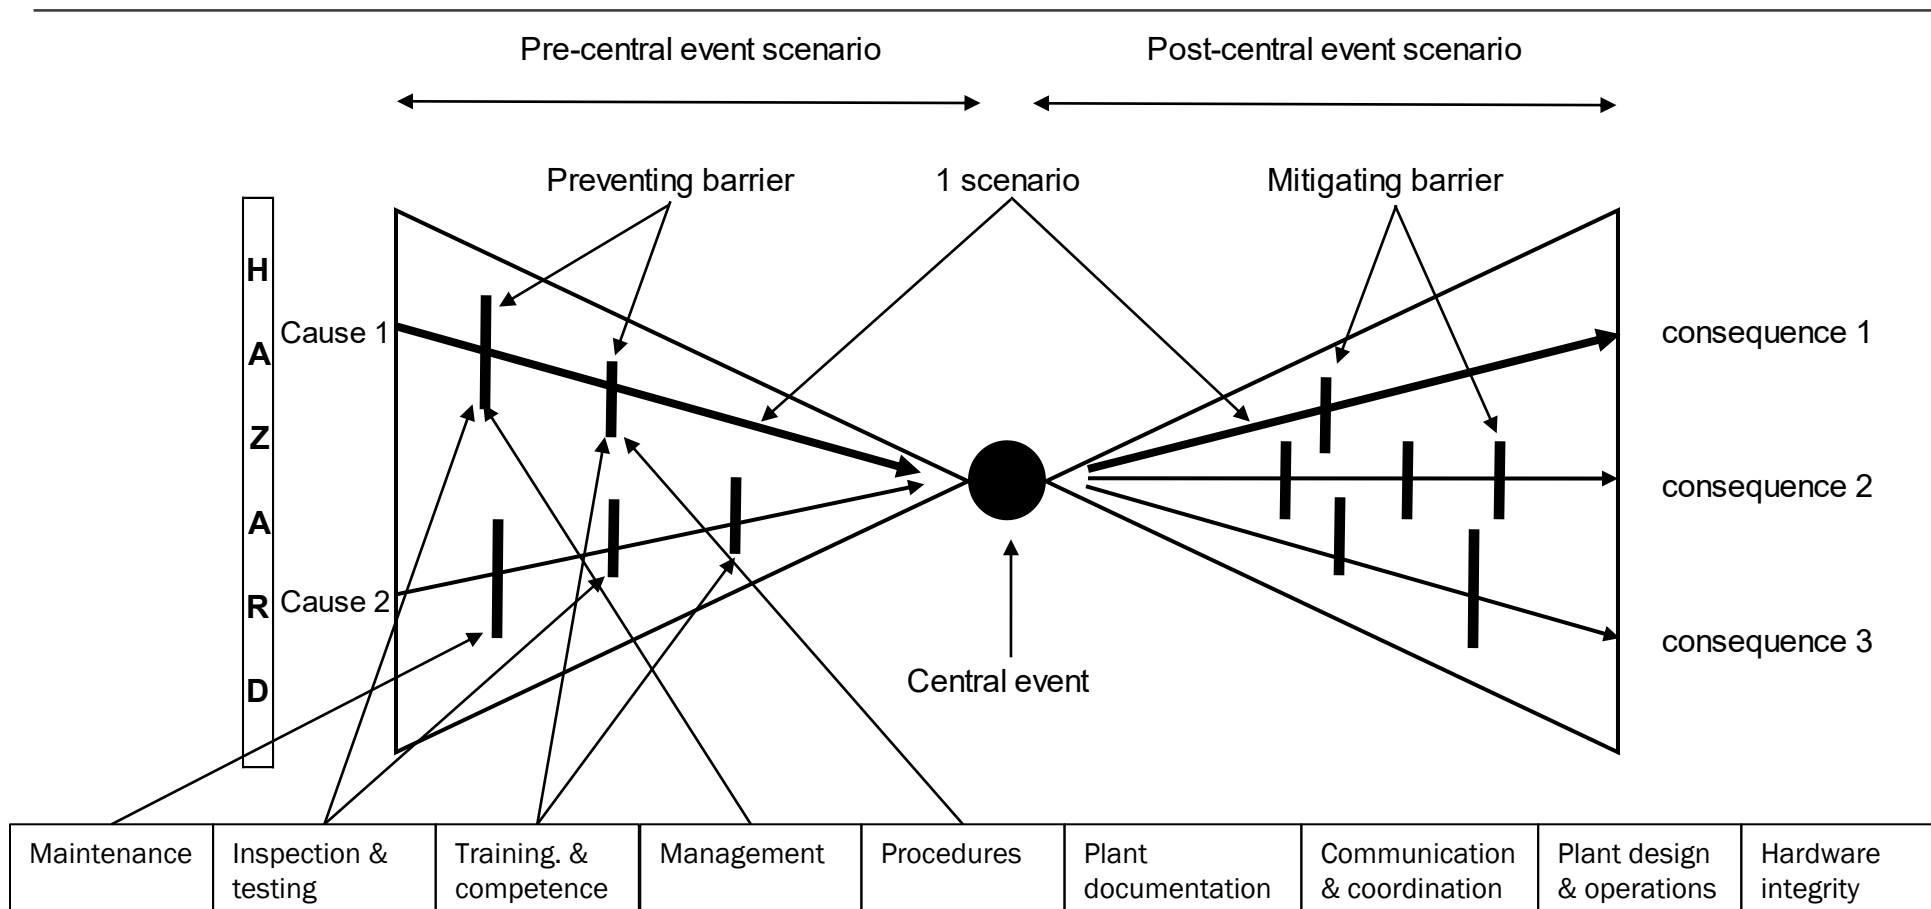 Pre-central event scenario
Post-central event scenario
Preventing barrier
1 scenario
Mitigating barrier
H
A
Z
A
R
D
Cause 1
Cause 2
consequence 1
consequence 2
consequence 3
Central event
Maintenance
Inspection &
testing
Training. &
competence
Management
Procedures
Plant
documentation
Communication
& coordination
Plant design
& operations
Hardware
integrity